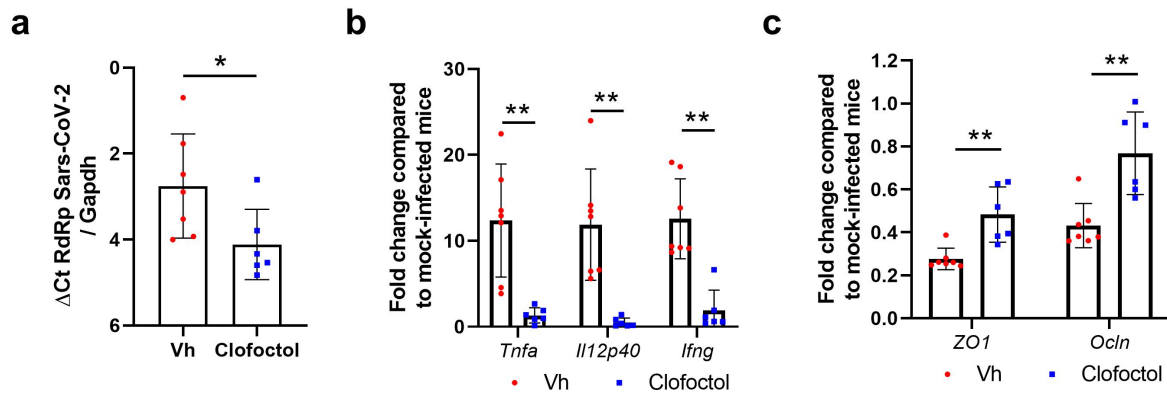 a
ΔCt RdRp Sars-CoV-2
/ Gapdh
0
2
4
6
*
Vh
Clofoctol
b
Fold change compared
to mock-infected mice
30
20
10
0
**
**
**
Tnfa
Il12p40
Ifng
Vh
Clofoctol
c
Fold change compared
to mock-infected mice
1.2
1.0
0.8
0.6
0.4
0.2
0.0
**
**
ZO1
Ocln
Vh
Clofoctol